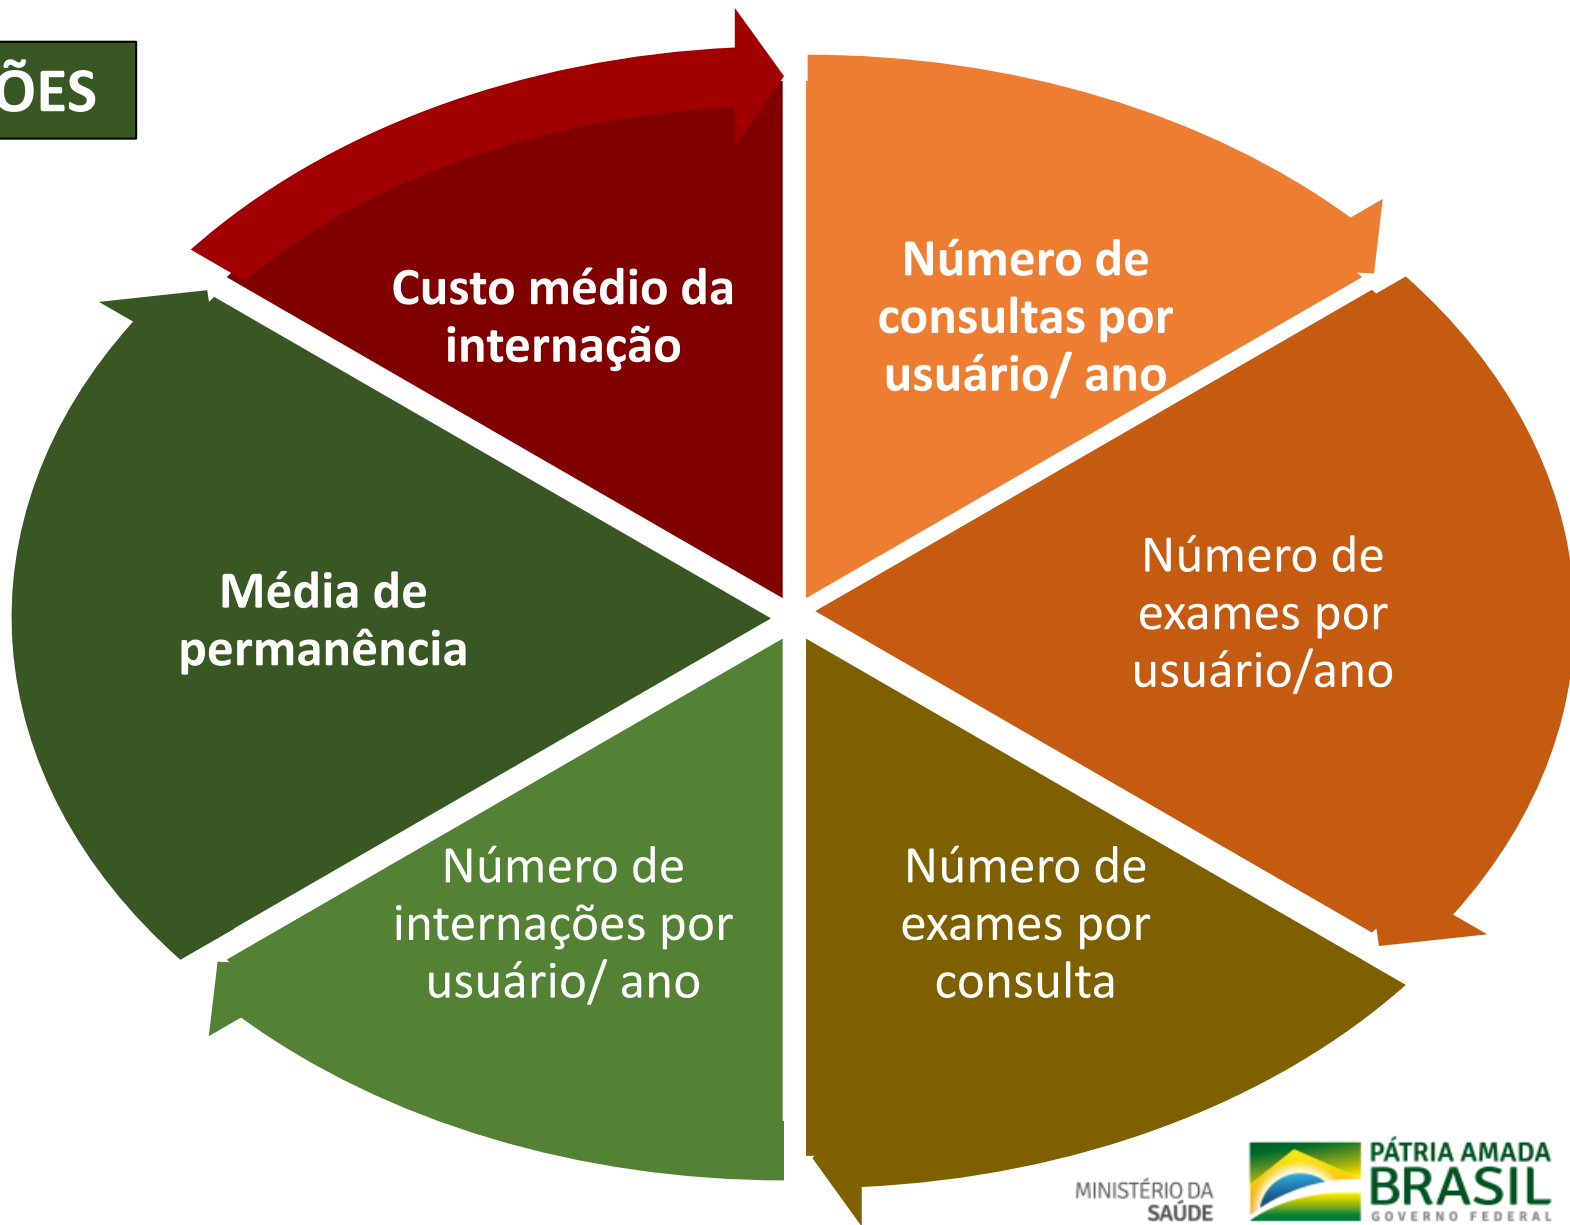 ÕES
Custo médio da
internação
Número de
consultas por
usuário/ ano
Número de
exames por
usuário/ano
Média de
permanência
Número de
internações por
usuário/ ano
Número de
exames por
consulta
MINISTÉRIO DA
SAÚDE
PÁTRIA AMADA
BRASIL
GOVERNO FEDERAL